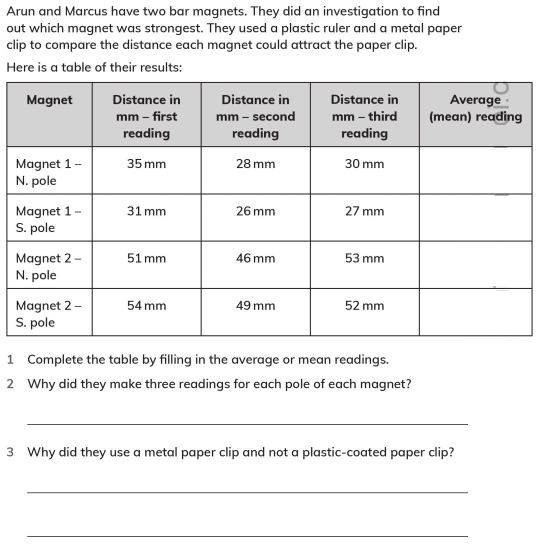 Arun and Marcus have two bar magnets. They did an investigation to find
out which magnet was strongest. They used a plastic ruler and a metal paper
clip to compare the distance each magnet could attract the paper clip.
Here is a table of their results:
Magnet Distance in mm – first reading Distance in mm – second reading Distance in mm – third reading Average (mean) reading
Magnet 1 – N. pole 35 mm 28 mm 30 mm
Magnet 1 – S. pole 31 mm 26 mm 27 mm
Magnet 2 – N. pole 51 mm 46 mm 53 mm
Magnet 2 – S. pole 54 mm 49 mm 52 mm
1 Complete the table by filling in the average or mean readings.
2 Why did they make three readings for each pole of each magnet?
3 Why did they use a metal paper clip and not a plastic-coated paper clip?